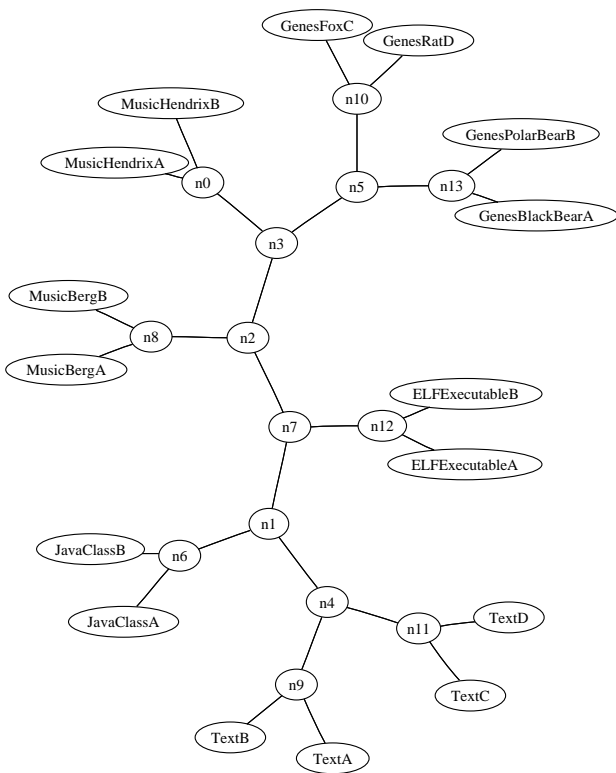 GenesFoxC
GenesRatD
n10
MusicHendrixB
MusicHendrixA
n0
GenesPolarBearB
n5
n13
GenesBlackBearA
n3
MusicBergB
n8
n2
MusicBergA
ELFExecutableB
n7
n12
ELFExecutableA
n1
JavaClassB
n6
n4
JavaClassA
TextD
n11
n9
TextC
TextB
TextA